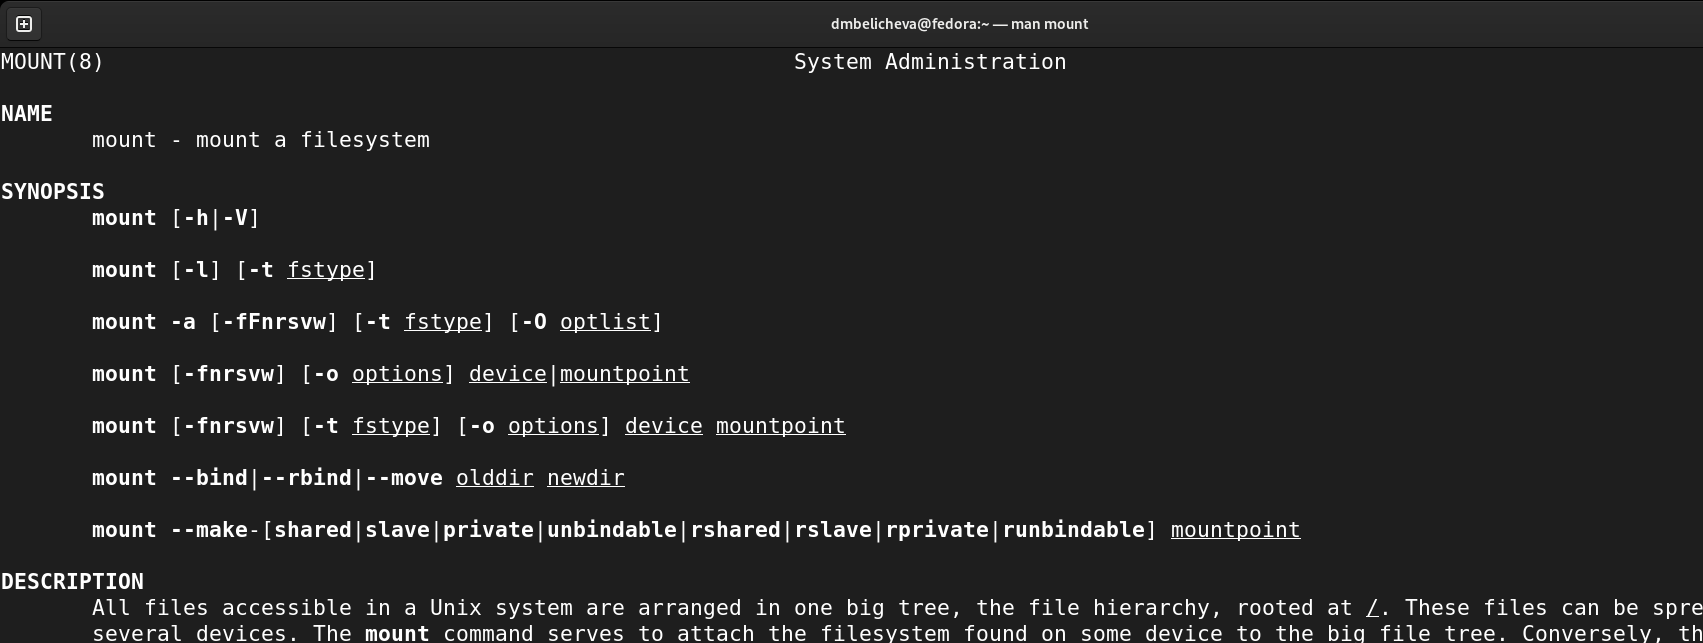 dmbelicheva@fedora:~ — man mount
MOUNT(8) System Administration
NAME
mount - mount a filesystem
SYNOPSIS
mount [-h|-V]
mount [-l] [-t fstype]
mount -a [-fFnrsvw] [-t fstype] [-O optlist]
mount [-fnrsvw] [-o options] device|mountpoint
mount [-fnrsvw] [-t fstype] [-o options] device mountpoint
mount --bind|--rbind|--move olddir newdir
mount --make-[shared|slave|private|unbindable|rshared|rslave|rprivate|runbindable] mountpoint
DESCRIPTION
All files accessible in a Unix system are arranged in one big tree, the file hierarchy, rooted at /. These files can be spre
several devices. The mount command serves to attach the filesystem found on some device to the big file tree. Conversely, th